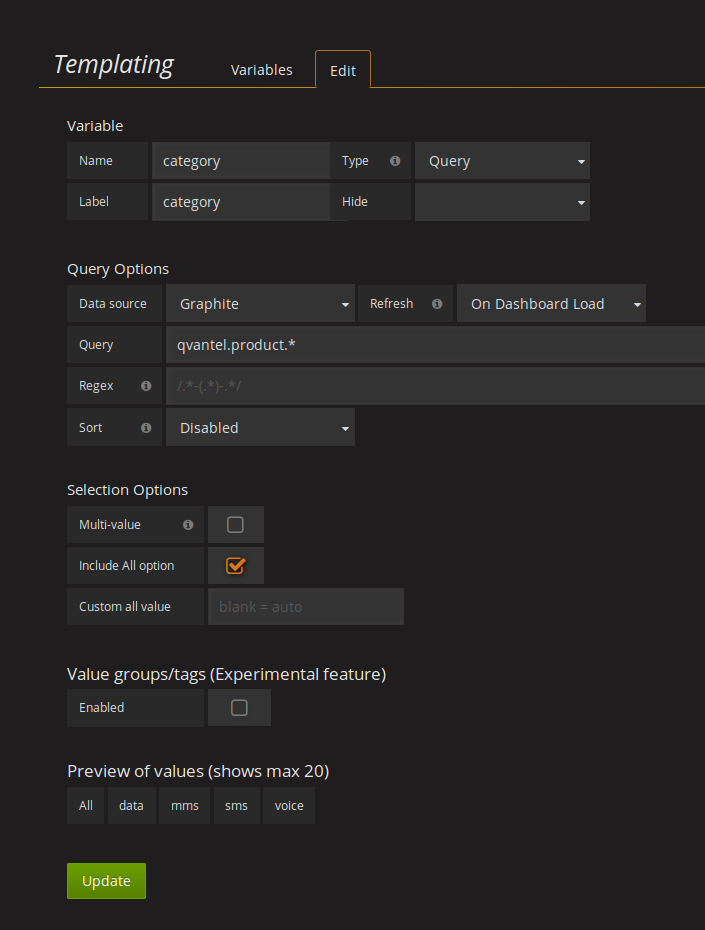 Templating Variables Edit
Variable
Name category Type Query
Label category Hide
Query Options
Data source Graphite Refresh On Dashboard Load
Query qvantel.product.*
Regex /.*-(.*)-.*/
Sort Disabled
Selection Options
Multi-value
Include All option
Custom all value blank = auto
Value groups/tags (Experimental feature)
Enabled
Preview of values (shows max 20)
All data mms sms voice
Update